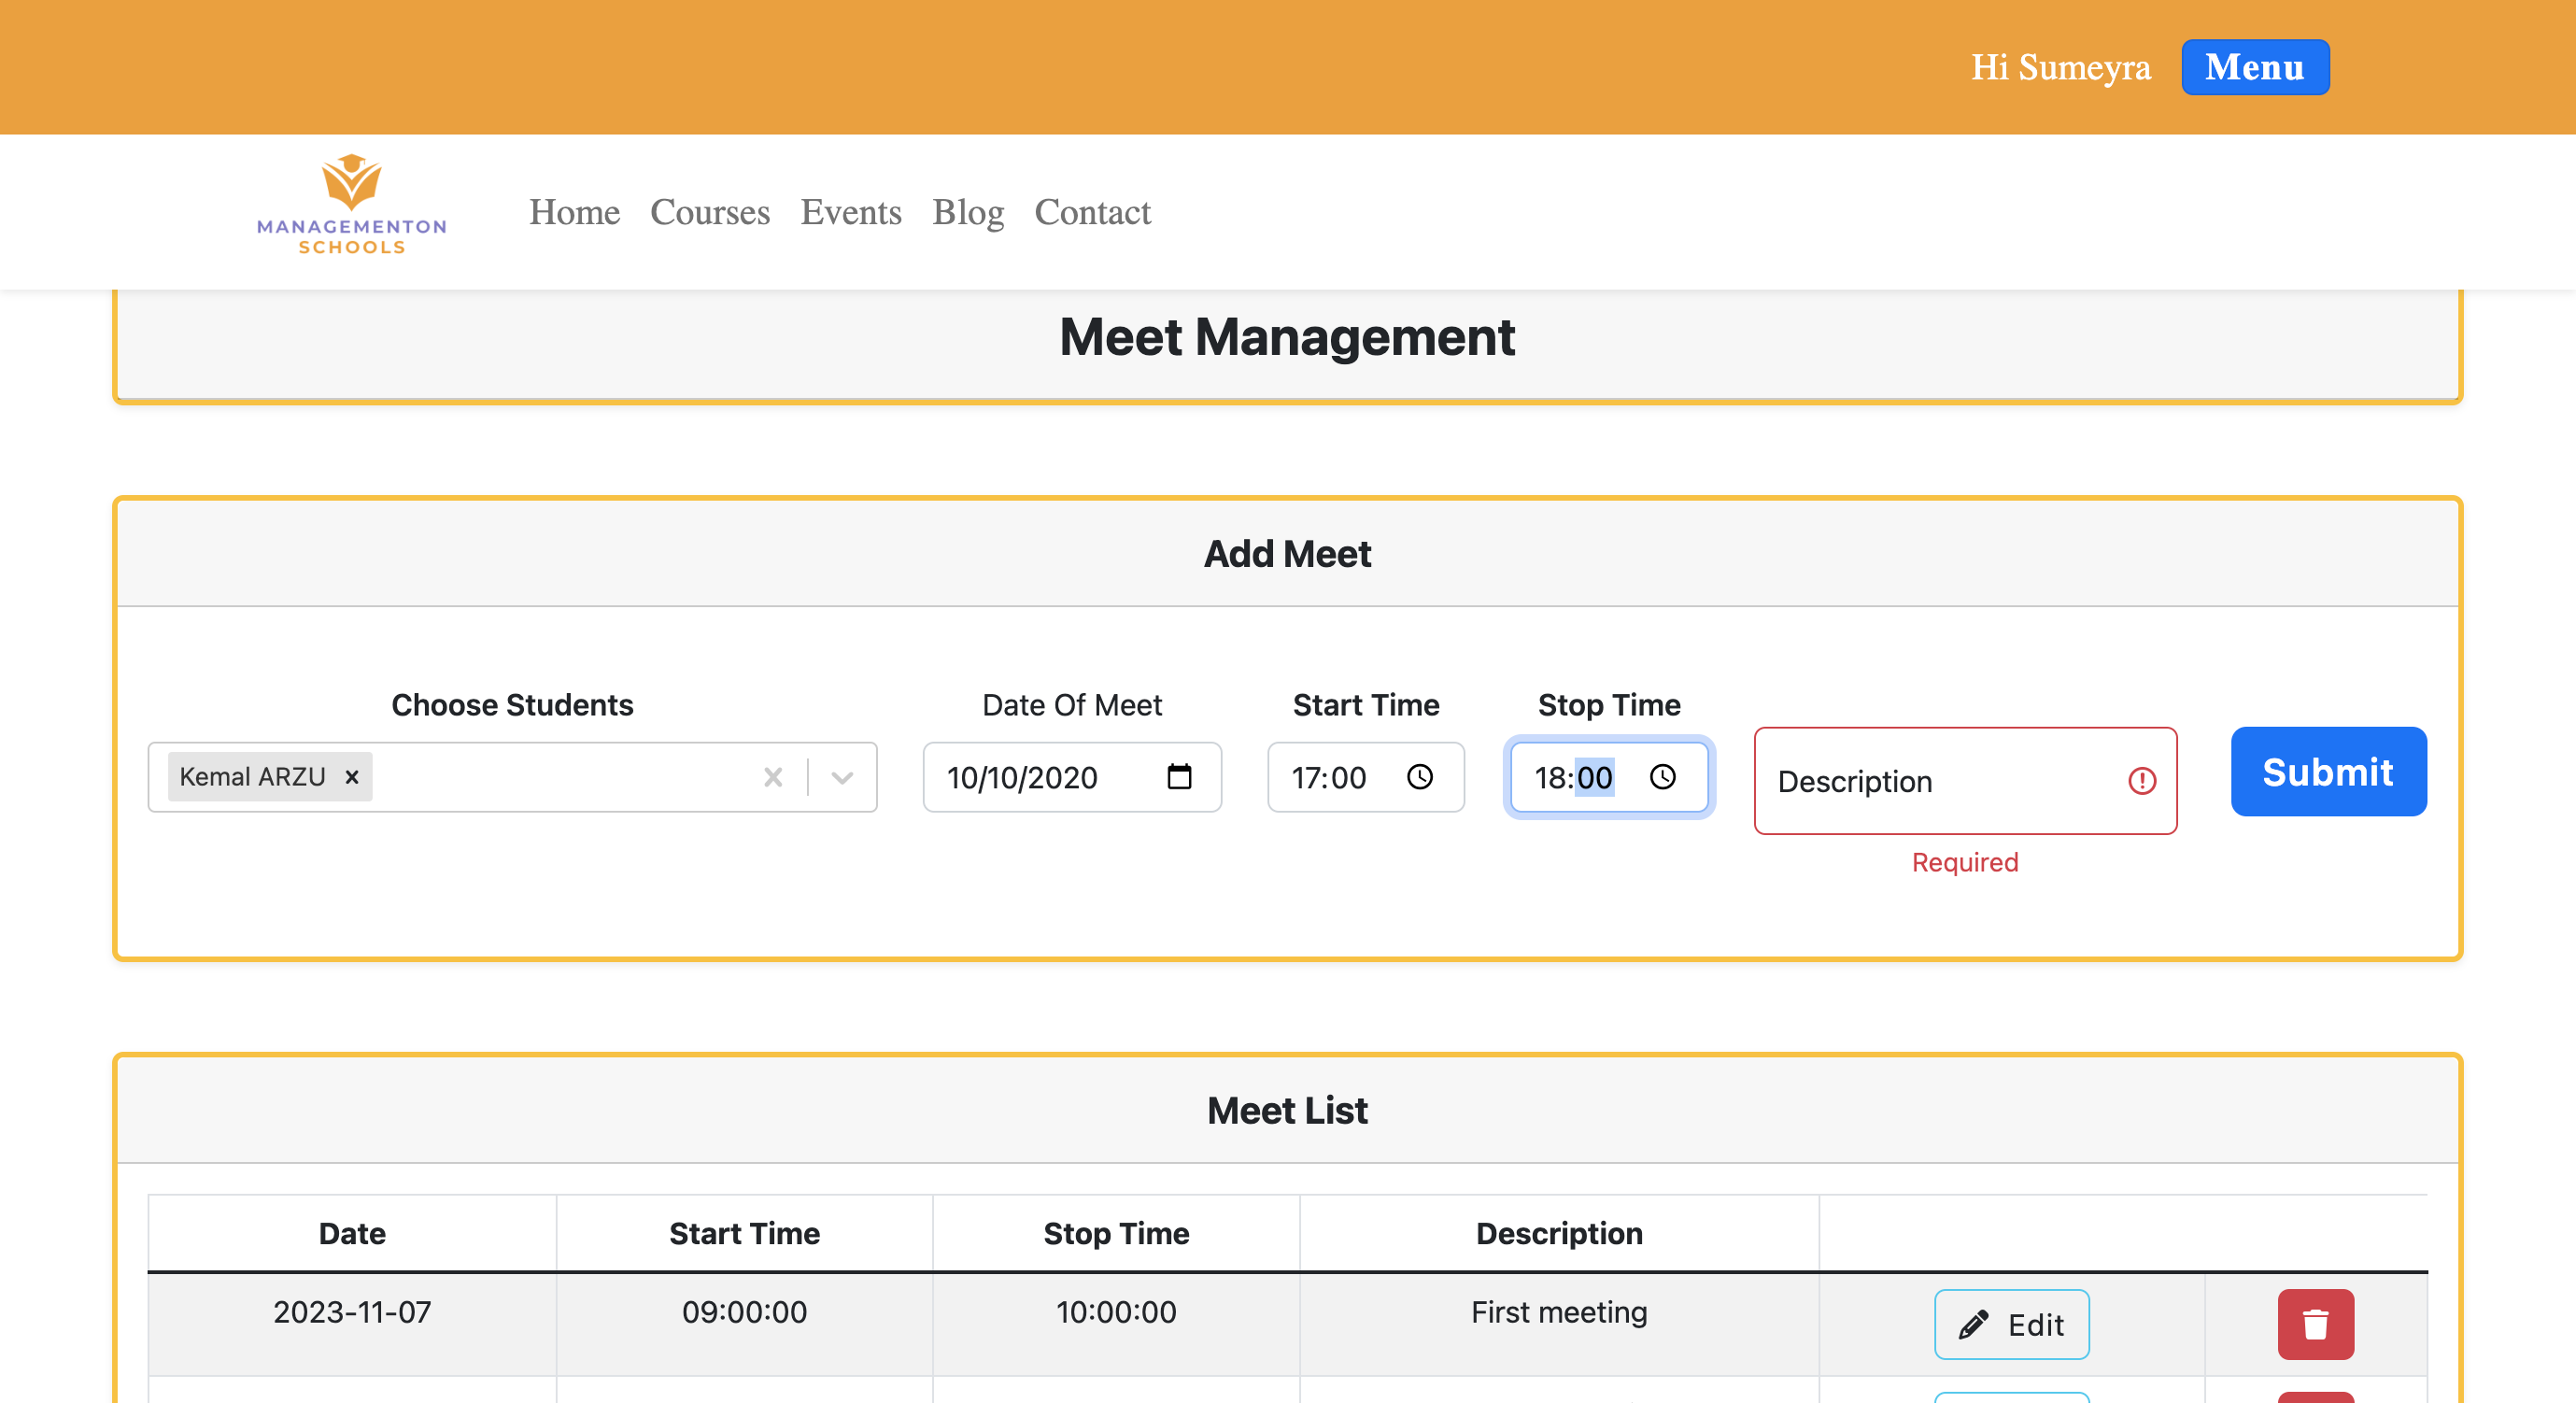 Hi Sumeyra Menu
MANAGEMENTON
SCHOOLS
Home Courses Events Blog Contact
Meet Management
Add Meet
Choose Students Date Of Meet Start Time Stop Time
Kemal ARZU 10/10/2020 17:00 18:00 Description Submit
Required
Meet List
Date Start Time Stop Time Description
2023-11-07 09:00:00 10:00:00 First meeting Edit